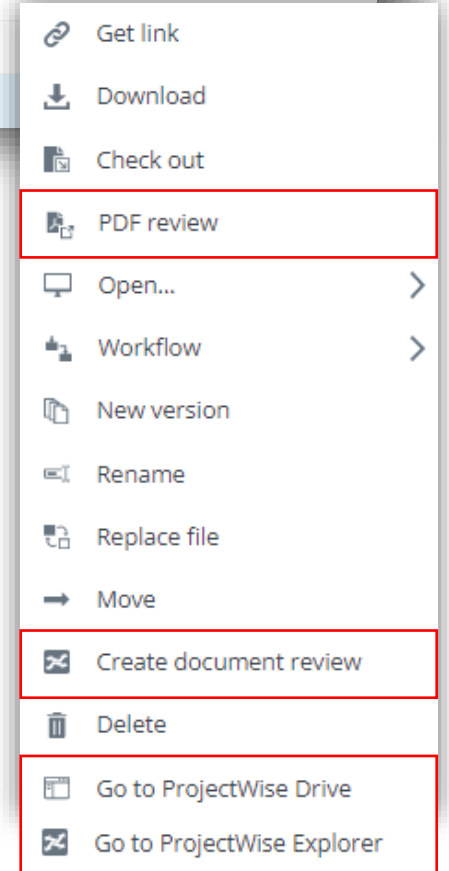 Get link
Download
Check out
PDF review
Open...
Workflow
New version
Rename
Replace file
Move
Create document review
Delete
Go to ProjectWise Drive
Go to ProjectWise Explorer